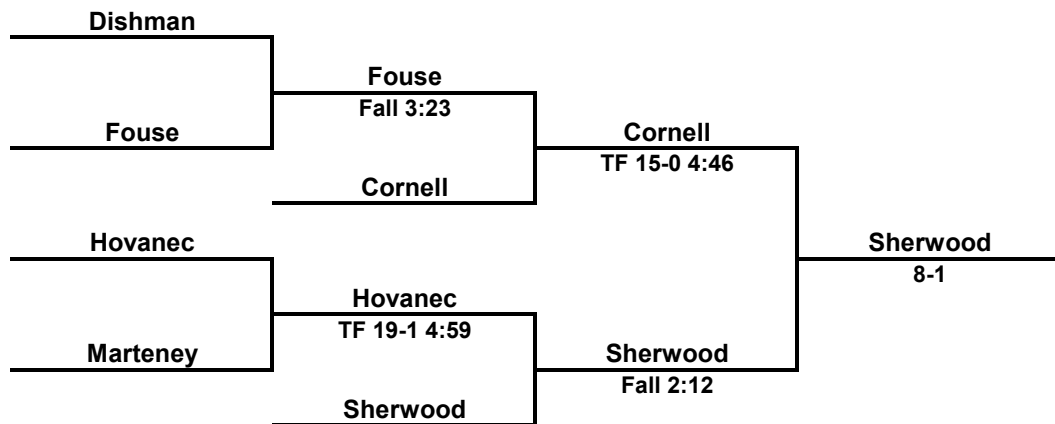 Dishman
Fouse
Fall 3:23
Fouse
Cornell
TF 15-0 4:46
Cornell
Hovanec
Sherwood
8-1
Hovanec
TF 19-1 4:59
Marteney
Sherwood
Fall 2:12
Sherwood